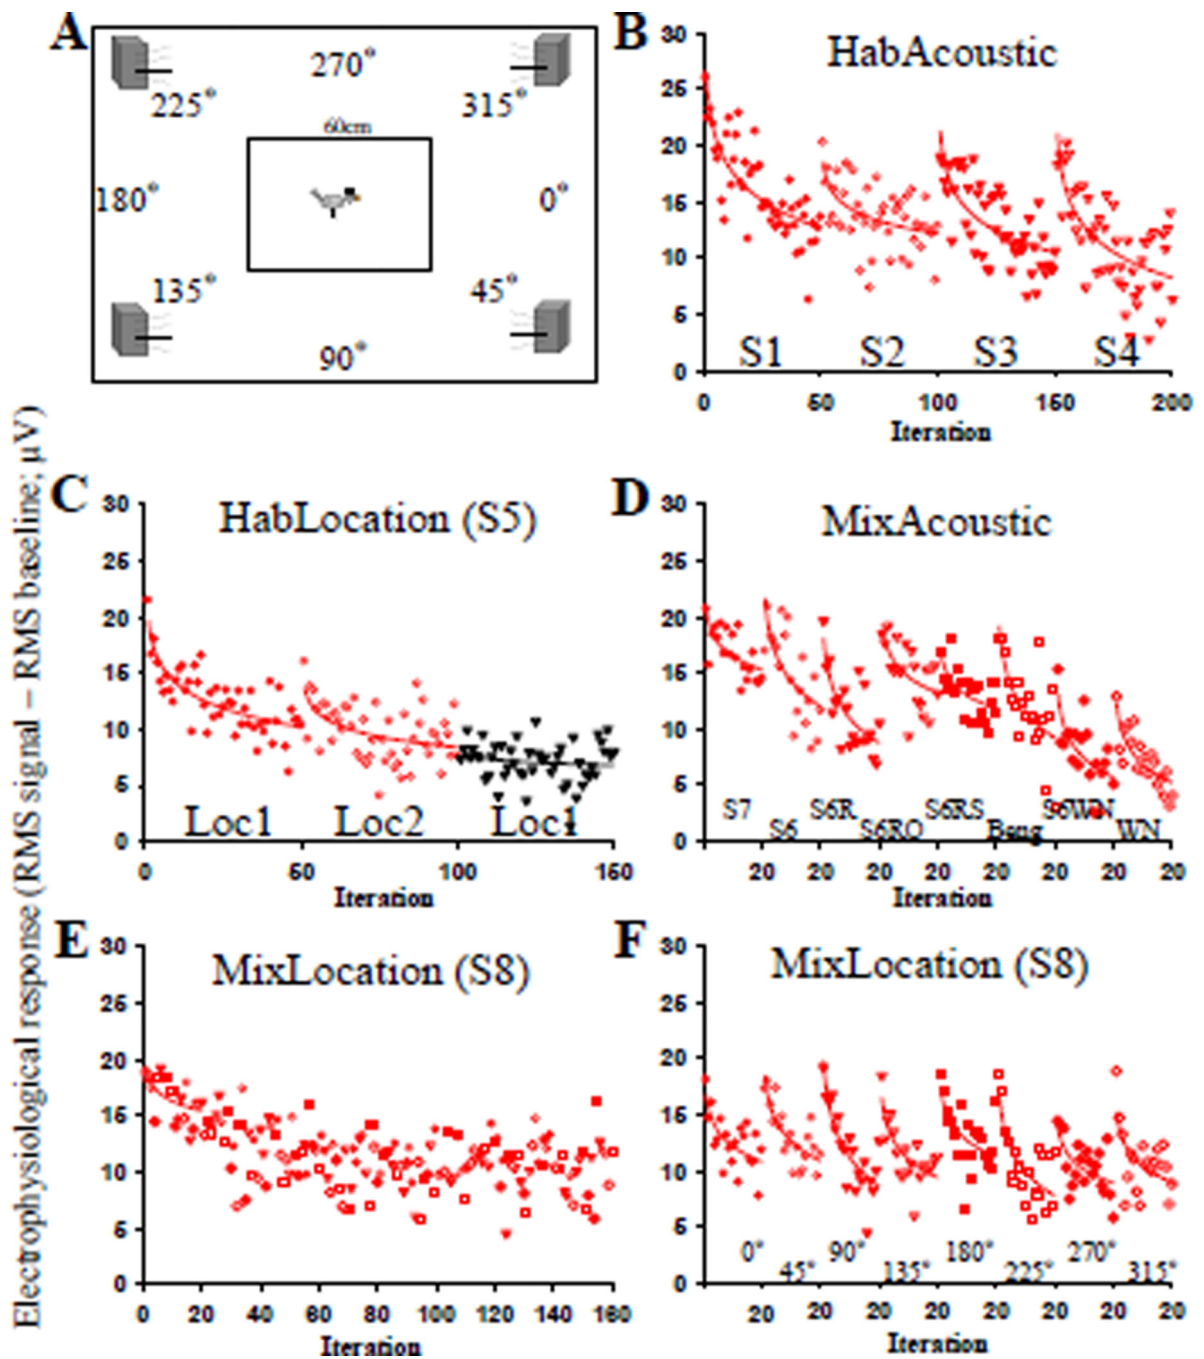 Electrophysiological response (RMS signal – RMS baseline; µV)
A
270°
225°
315°
60cm
180°
0°
135°
45°
90°
B
HabAcoustic
30
25
20
15
10
5
0
S1 S2 S3 S4
0 50 100 150 200
Iteration
C
HabLocation (S5)
30
25
20
15
10
5
0
Loc1 Loc2 Loc1
0 50 100 150
Iteration
D
MixAcoustic
30
25
20
15
10
5
0
S7 S6 S6R S6RO S6RS Beng S6WN WN
20 20 20 20 20 20 20 20
Iteration
E
MixLocation (S8)
30
25
20
15
10
5
0
0 20 40 60 80 100 120 140 160
Iteration
F
MixLocation (S8)
30
25
20
15
10
5
0
0° 45° 90° 135° 180° 225° 270° 315°
20 20 20 20 20 20 20 20
Iteration